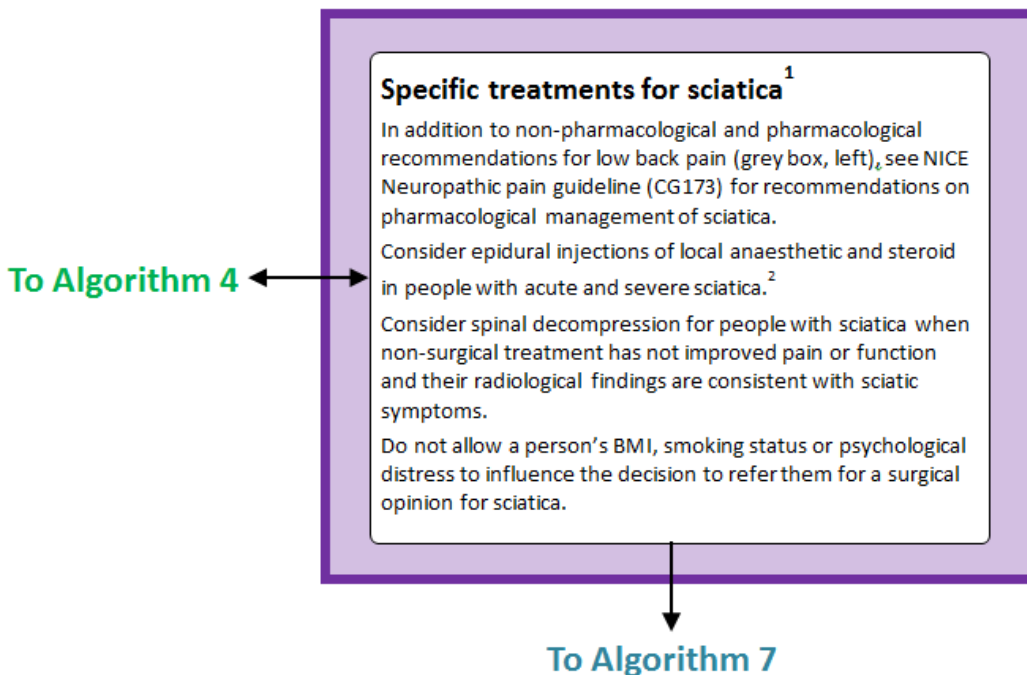 Specific treatments for sciatica1
In addition to non-pharmacological and pharmacological
recommendations for low back pain (grey box, left), see NICE
Neuropathic pain guideline (CG173) for recommendations on
pharmacological management of sciatica.
Consider epidural injections of local anaesthetic and steroid
in people with acute and severe sciatica.2
Consider spinal decompression for people with sciatica when
non-surgical treatment has not improved pain or function
and their radiological findings are consistent with sciatic
symptoms.
Do not allow a person's BMI, smoking status or psychological
distress to influence the decision to refer them for a surgical
opinion for sciatica.
To Algorithm 4
To Algorithm 7